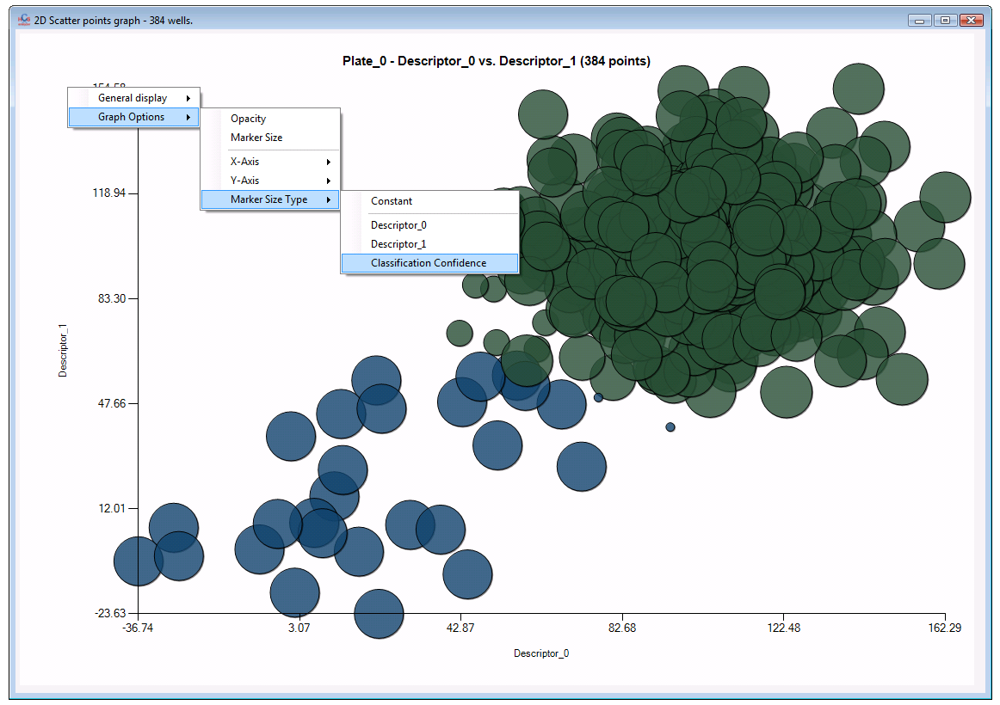 2D Scatter points graph - 384 wells.
Plate_0 - Descriptor_0 vs. Descriptor_1 (384 points)
General display
Graph Options
Opacity
Marker Size
X-Axis
Y-Axis
Marker Size Type
Constant
Descriptor_0
Descriptor_1
Classification Confidence
118.94
83.30
47.66
12.01
-23.63
Descriptor_1
-36.74
3.07
42.87
82.68
122.48
162.29
Descriptor_0